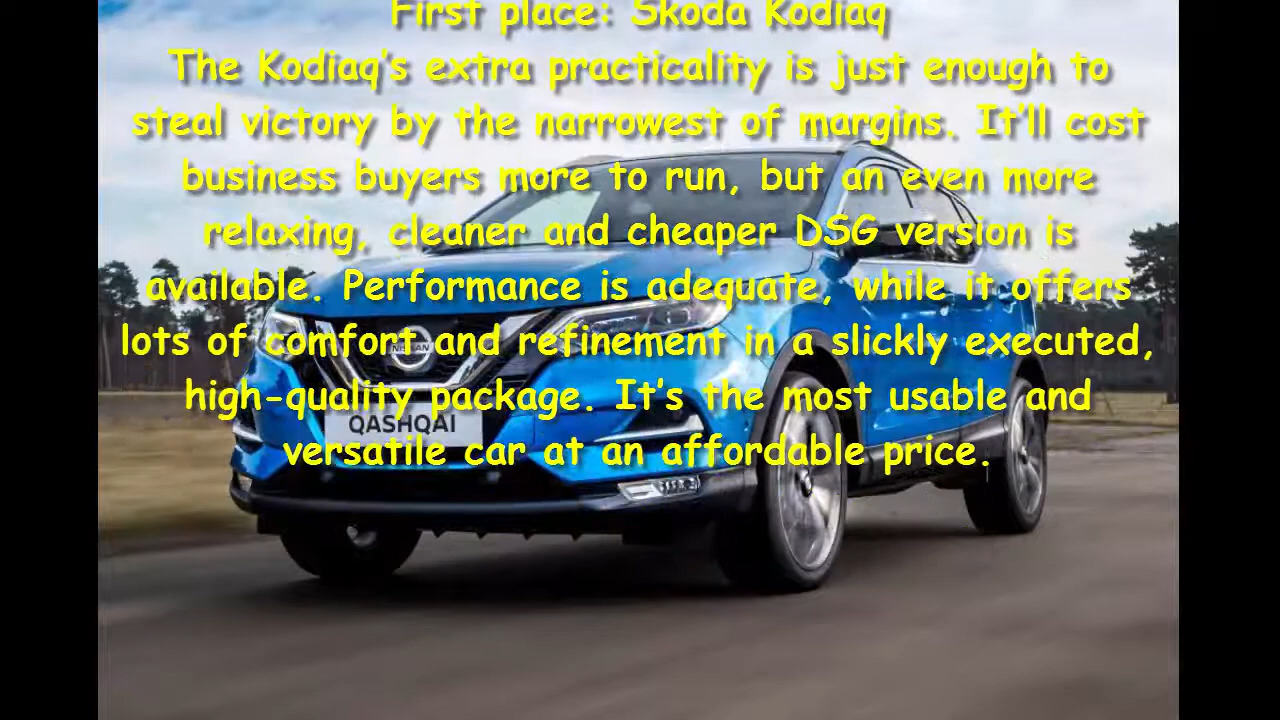 First place: Skoda Kodiaq
The Kodiaq’s extra practicality is just enough to
steal victory by the narrowest of margins. It’ll cost
business buyers more to run, but an even more
relaxing, cleaner and cheaper DSG version is
available. Performance is adequate, while it offers
lots of comfort and refinement in a slickly executed,
high-quality package. It’s the most usable and
versatile car at an affordable price.
NISSAN
QASHQAI